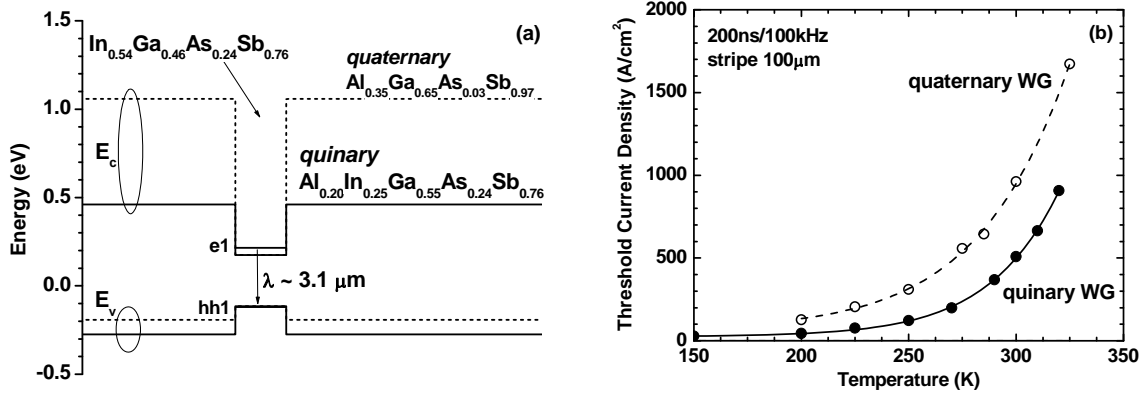 (a)
In0.54Ga0.46As0.24Sb0.76
quaternary
Al0.35Ga0.65As0.03Sb0.97
Ec
quinary
Al0.20In0.25Ga0.55As0.24Sb0.76
e1
λ ~ 3.1 μm
Ev
hh1
Energy (eV)
1.5
1.0
0.5
0.0
-0.5
(b)
200ns/100kHz
stripe 100μm
quaternary WG
quinary WG
Threshold Current Density (A/cm2)
2000
1500
1000
500
0
150 200 250 300 350
Temperature (K)